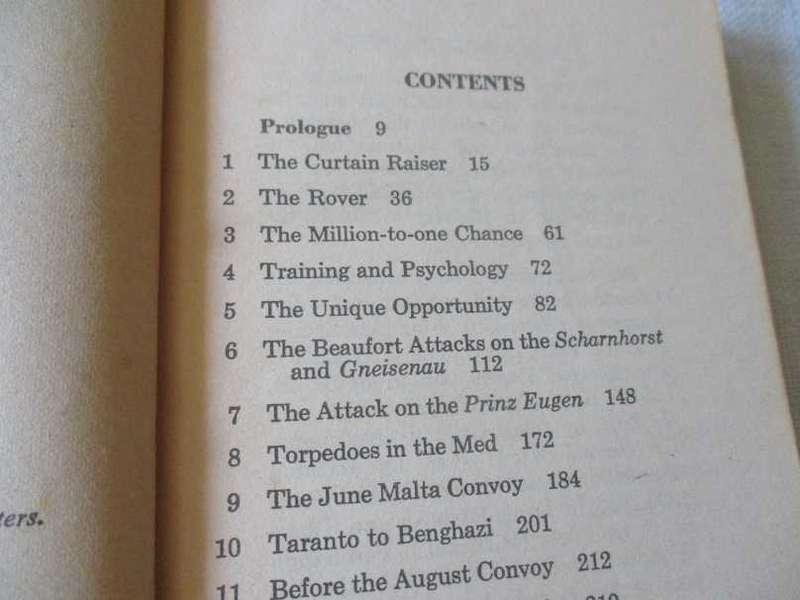 CONTENTS
Prologue 9
1 The Curtain Raiser 15
2 The Rover 36
3 The Million-to-one Chance 61
4 Training and Psychology 72
5 The Unique Opportunity 82
6 The Beaufort Attacks on the Scharnhorst
and Gneisenau 112
7 The Attack on the Prinz Eugen 148
8 Torpedoes in the Med 172
9 The June Malta Convoy 184
10 Taranto to Benghazi 201
11 Before the August Convoy 212